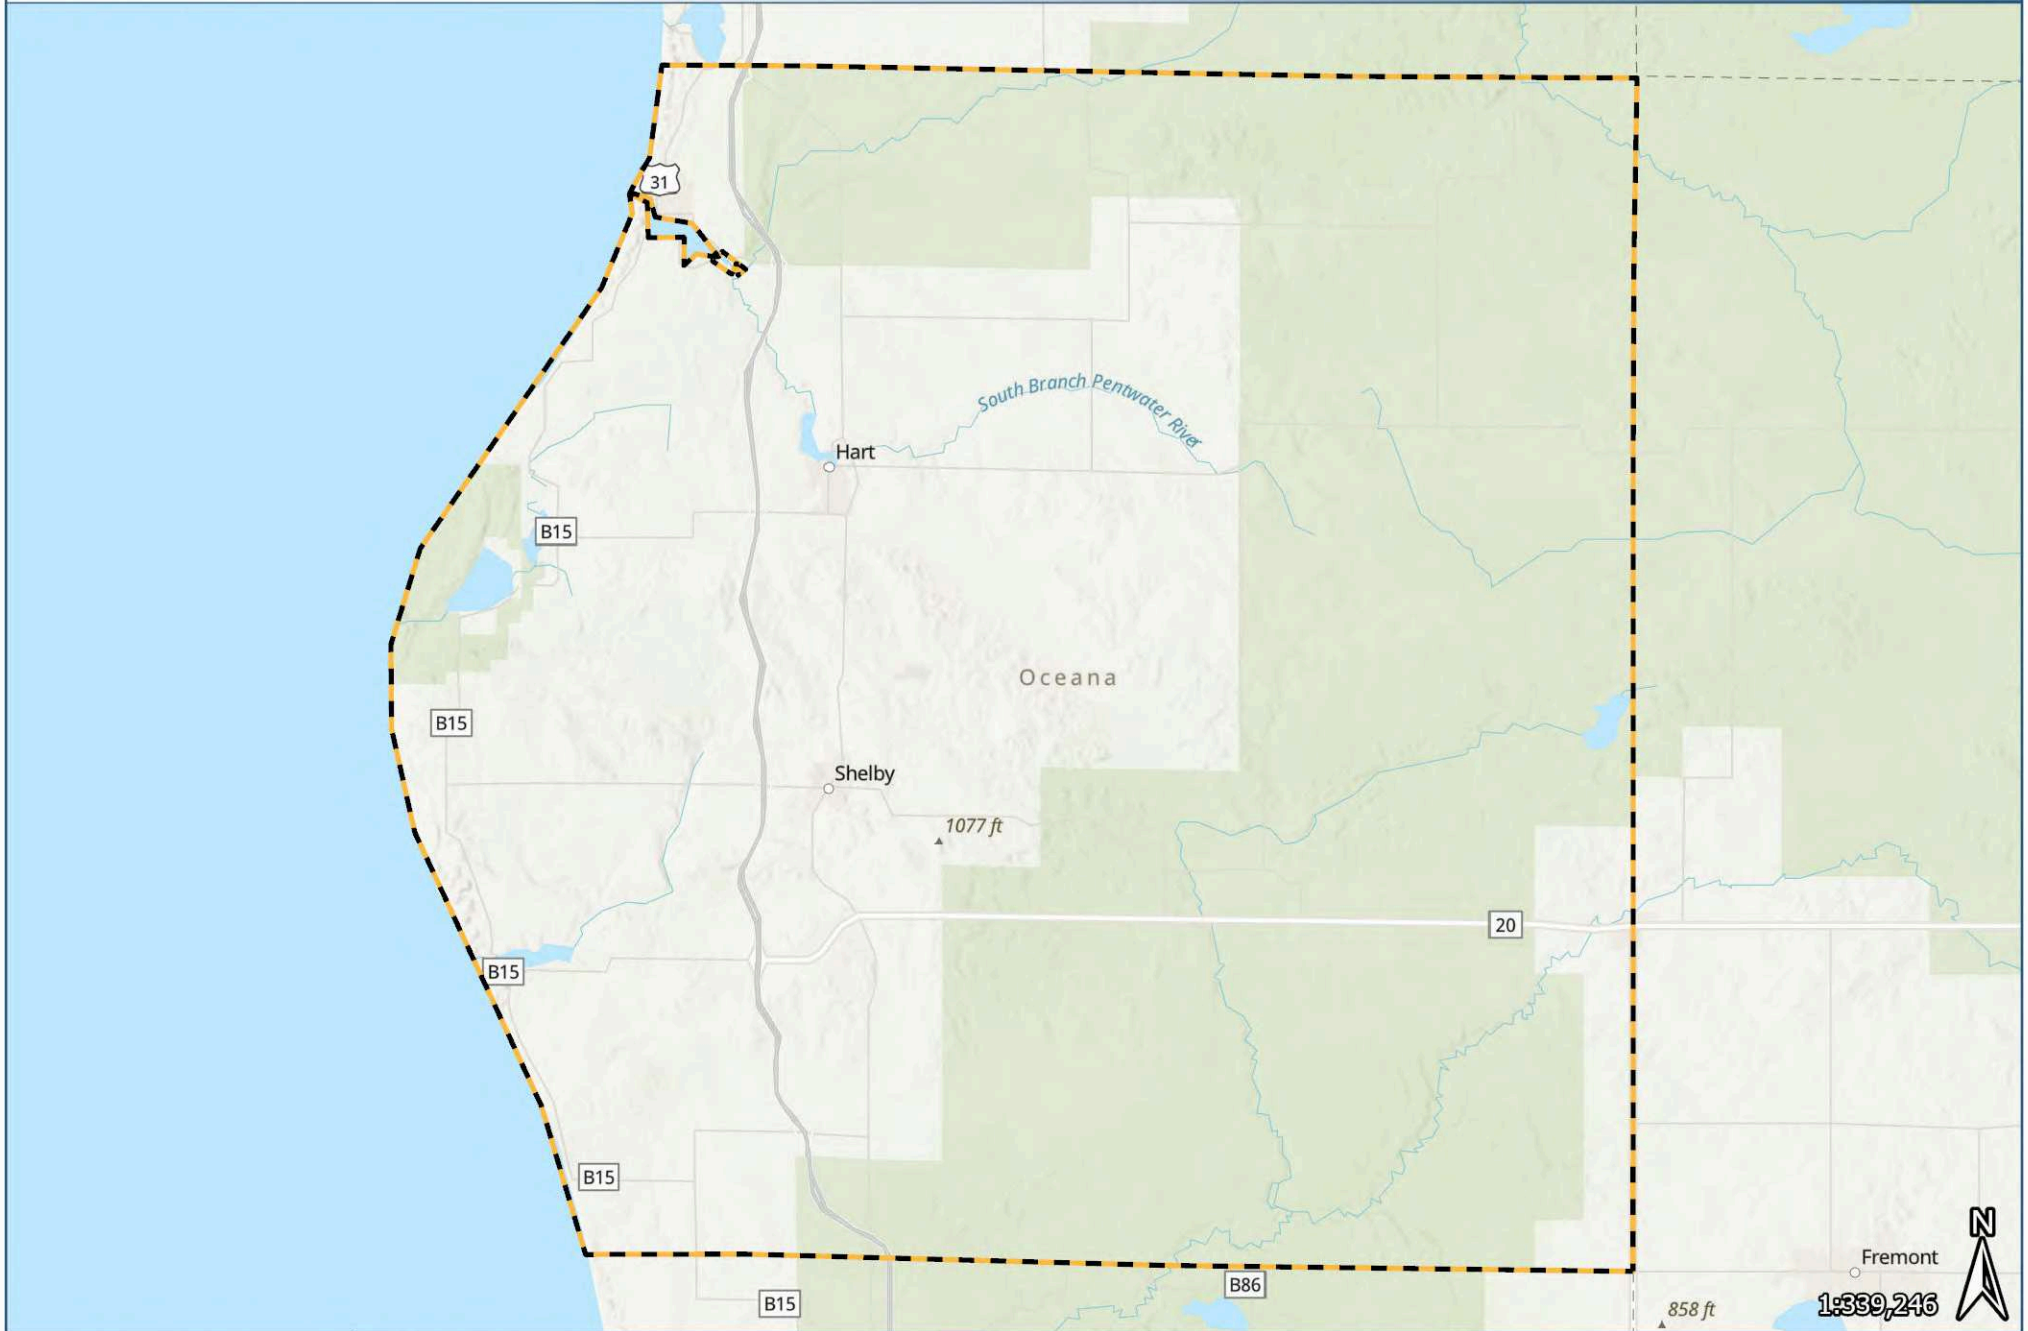 31
South Branch Pentwater River
Hart
B15
Oceana
B15
Shelby
1077 ft
20
B15
B15
N
Fremont
B86
B15
1:339,246
858 ft